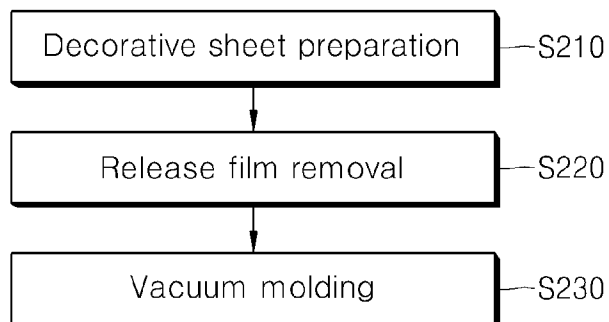 Decorative sheet preparation S210
Release film removal S220
Vacuum molding S230